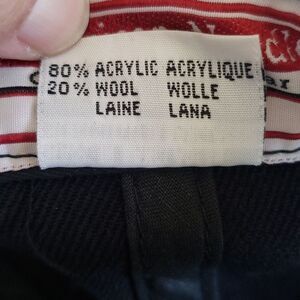 80% ACRYLIC ACRYLIQUE
20% WOOL WOLLE
LAINE LANA